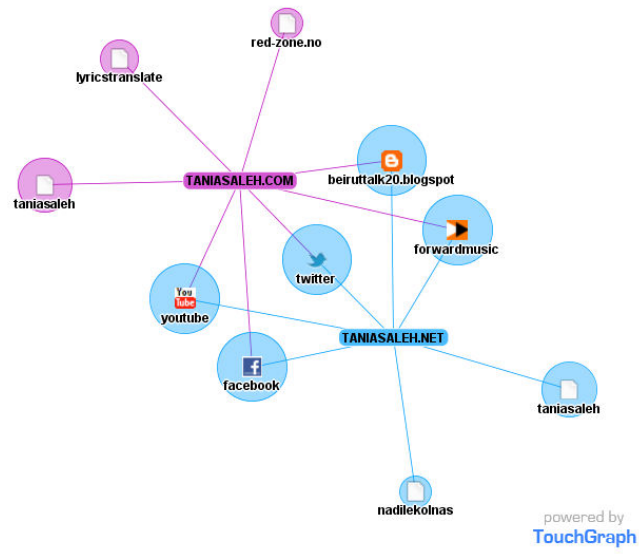 red-zone.no
lyricstranslate
TANIASALEH.COM
beiruttalk20.blogspot
taniasaleh
forwardmusic
twitter
You
Tube
youtube
TANIASALEH.NET
facebook
taniasaleh
nadilekolnas
powered by
TouchGraph